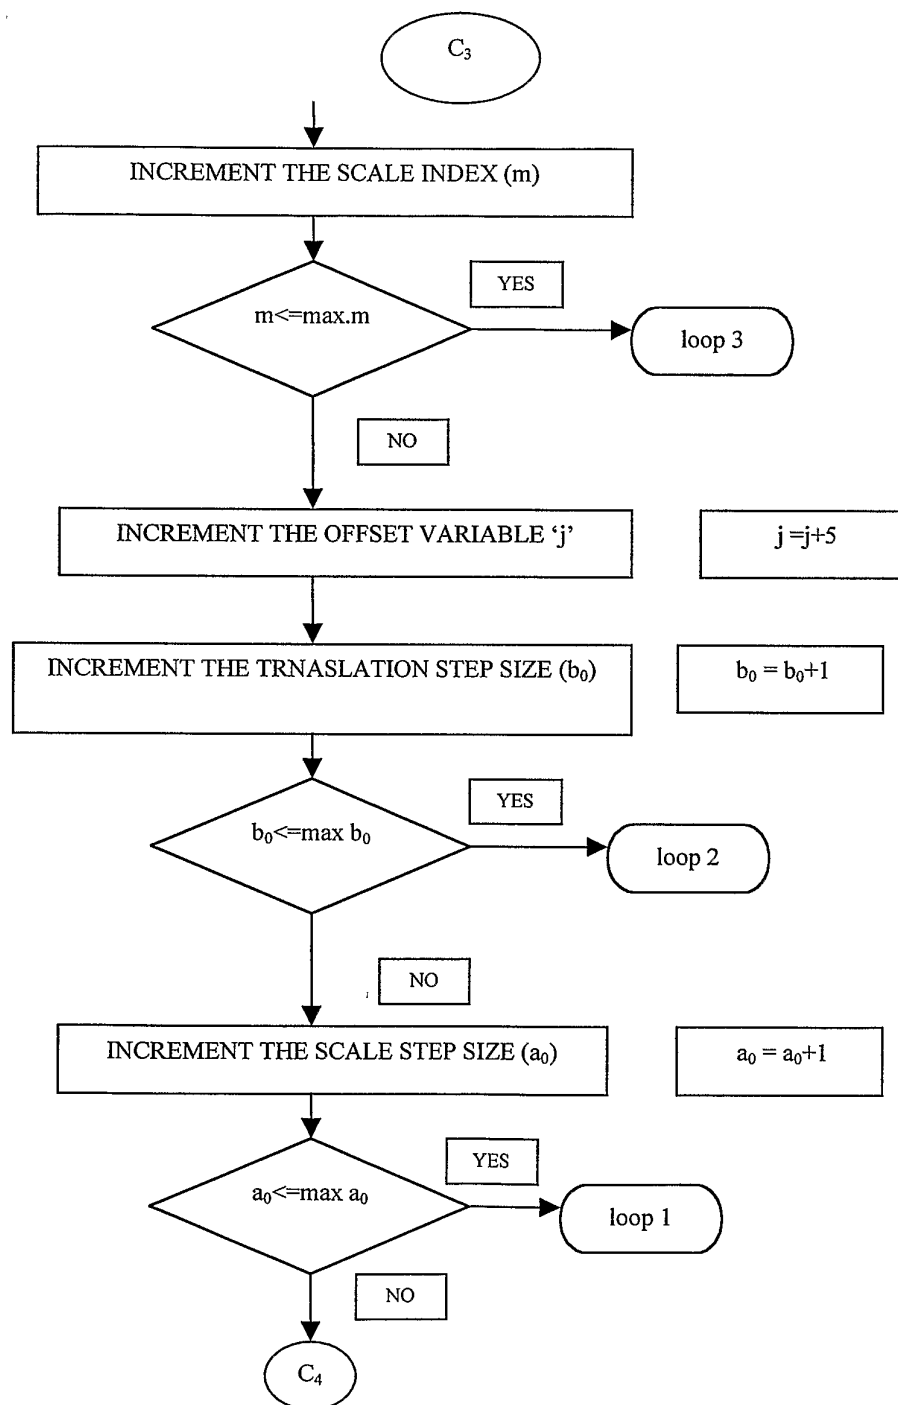 C₃
INCREMENT THE SCALE INDEX (m)
YES
m<=max.m
loop 3
NO
INCREMENT THE OFFSET VARIABLE ‘j’
j =j+5
INCREMENT THE TRNASLATION STEP SIZE (b₀)
b₀ = b₀+1
YES
b₀<=max b₀
loop 2
NO
INCREMENT THE SCALE STEP SIZE (a₀)
a₀ = a₀+1
YES
a₀<=max a₀
loop 1
NO
C₄